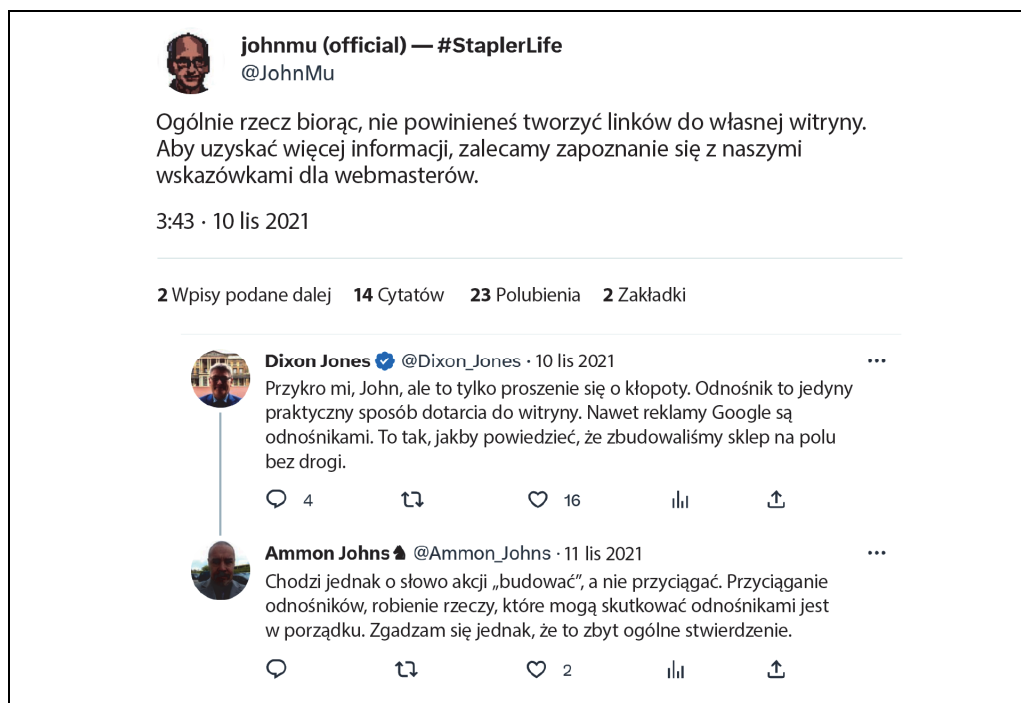 johnmu (official) — #StaplerLife
@JohnMu
Ogólnie rzecz biorąc, nie powinieneś tworzyć linków do własnej witryny.
Aby uzyskać więcej informacji, zalecamy zapoznanie się z naszymi
wskazówkami dla webmasterów.
3:43 · 10 lis 2021
2 Wpisy podane dalej 14 Cytatów 23 Polubienia 2 Zakładki
Dixon Jones @Dixon_Jones · 10 lis 2021
Przykro mi, John, ale to tylko proszenie się o kłopoty. Odnośnik to jedyny
praktyczny sposób dotarcia do witryny. Nawet reklamy Google są
odnośnikami. To tak, jakby powiedzieć, że zbudowaliśmy sklep na polu
bez drogi.
4 16
Ammon Johns♞ @Ammon_Johns · 11 lis 2021
Chodzi jednak o słowo akcji „budować”, a nie przyciągać. Przyciąganie
odnośników, robienie rzeczy, które mogą skutkować odnośnikami jest
w porządku. Zgadzam się jednak, że to zbyt ogólne stwierdzenie.
2